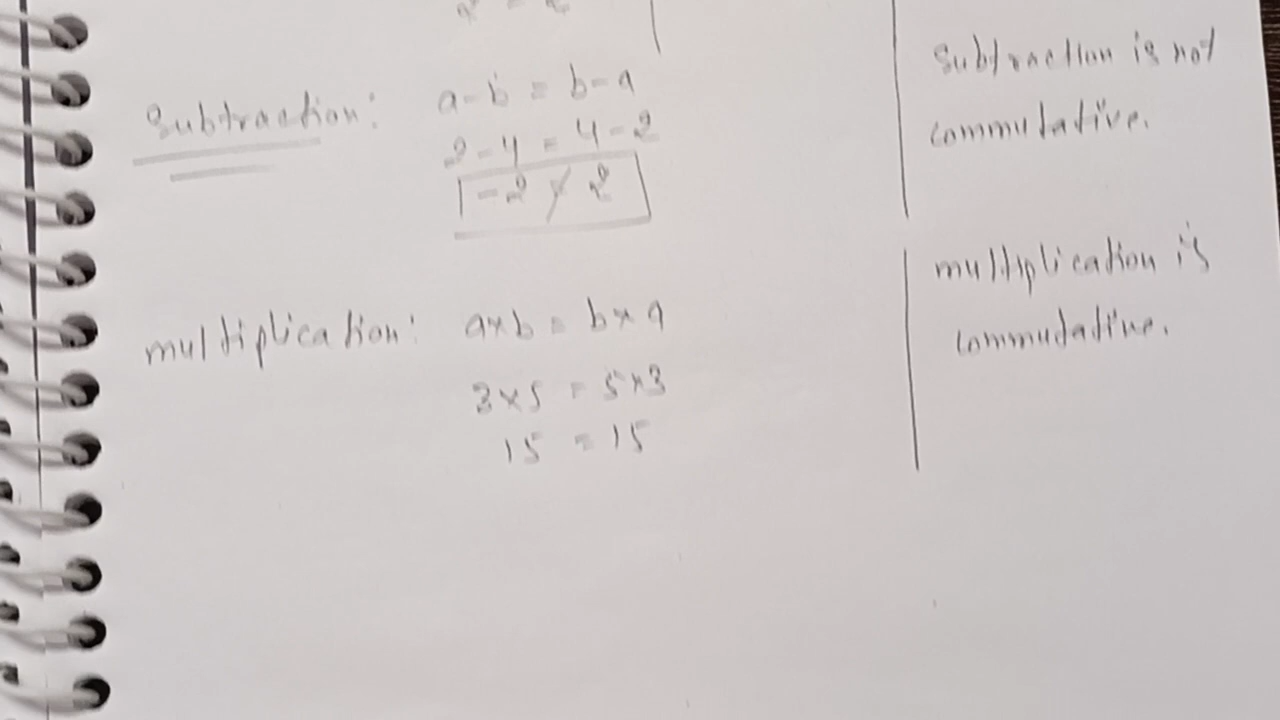 subtraction: a-b = b-a
2-4 = 4-2
-2 ≠ 2
subtraction is not
commutative.
multiplication: a×b = b×a
3×5 = 5×3
15 = 15
multiplication is
commutative.